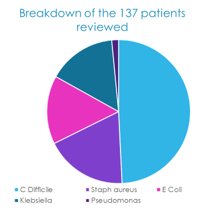 Breakdown of the 137 patients
reviewed
C Difficile Staph aureus E Coli
Klebsiella Pseudomonas